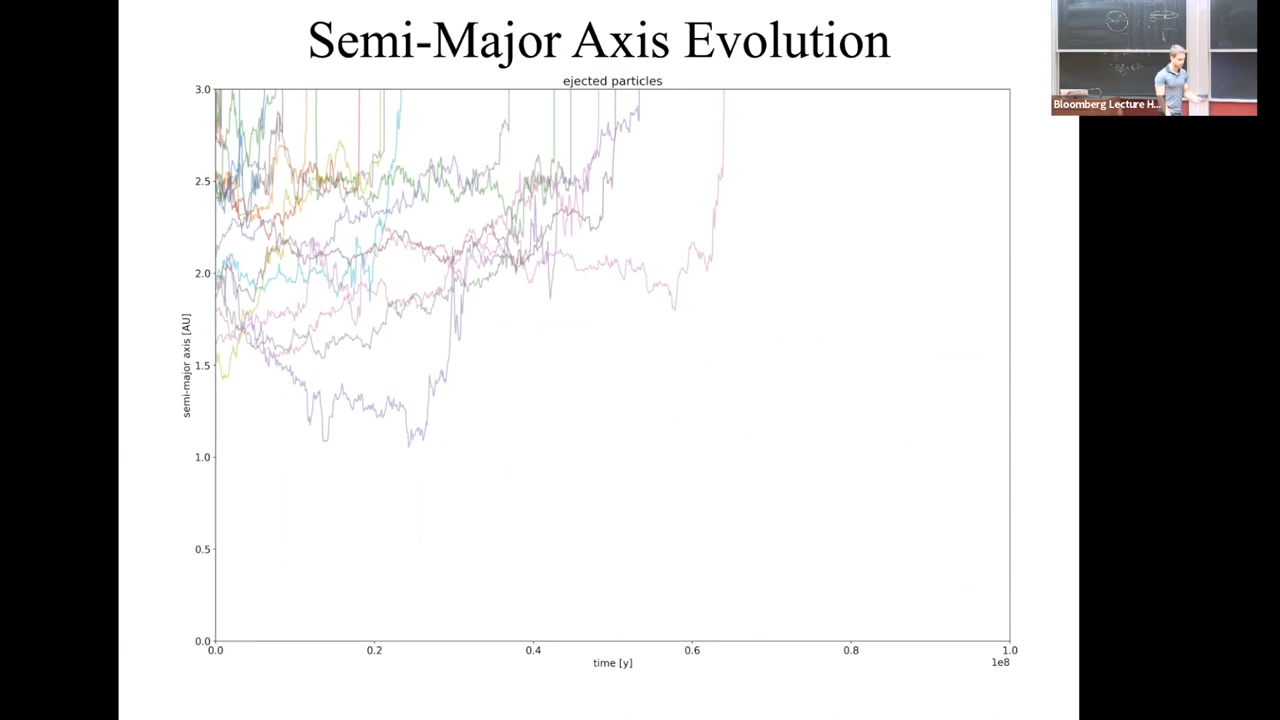 Semi-Major Axis Evolution
ejected particles
3.0
2.5
2.0
1.5
1.0
0.5
0.0
semi-major axis [AU]
0.0 0.2 0.4 0.6 0.8 1.0
1e8
time [y]
Bloomberg Lecture H...